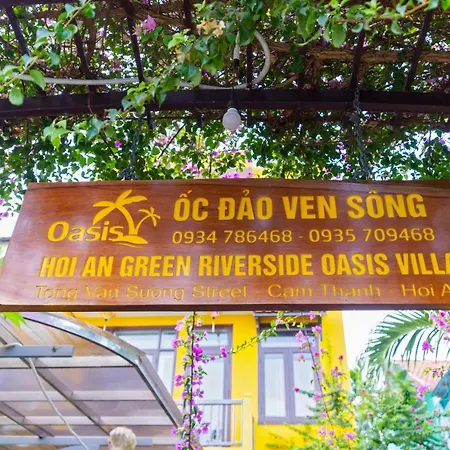 Oasis
ỐC ĐẢO VEN SÔNG
0934 786468 - 0935 709468
HOI AN GREEN RIVERSIDE OASIS VILLA
Tong Van Suong Street - Cam Thanh - Hoi A